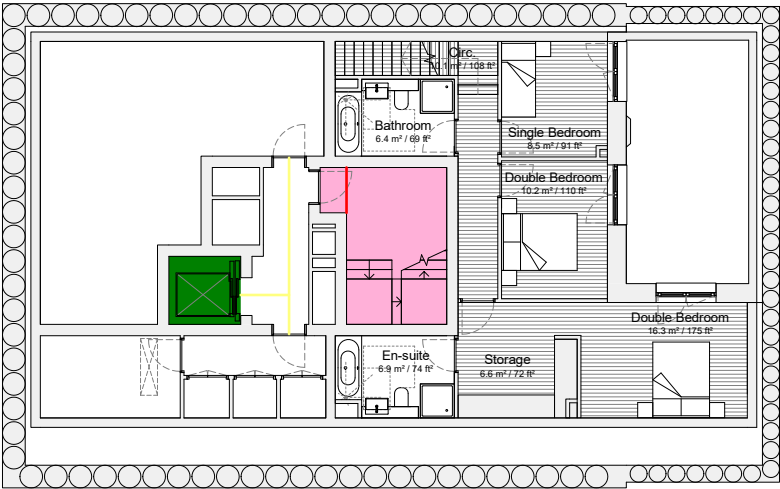 Circ.
10.1 m² / 108 ft²
Bathroom
6.4 m² / 69 ft²
Single Bedroom
8.5 m² / 91 ft²
Double Bedroom
10.2 m² / 110 ft²
Double Bedroom
16.3 m² / 175 ft²
En-suite
6.9 m² / 74 ft²
Storage
6.6 m² / 72 ft²